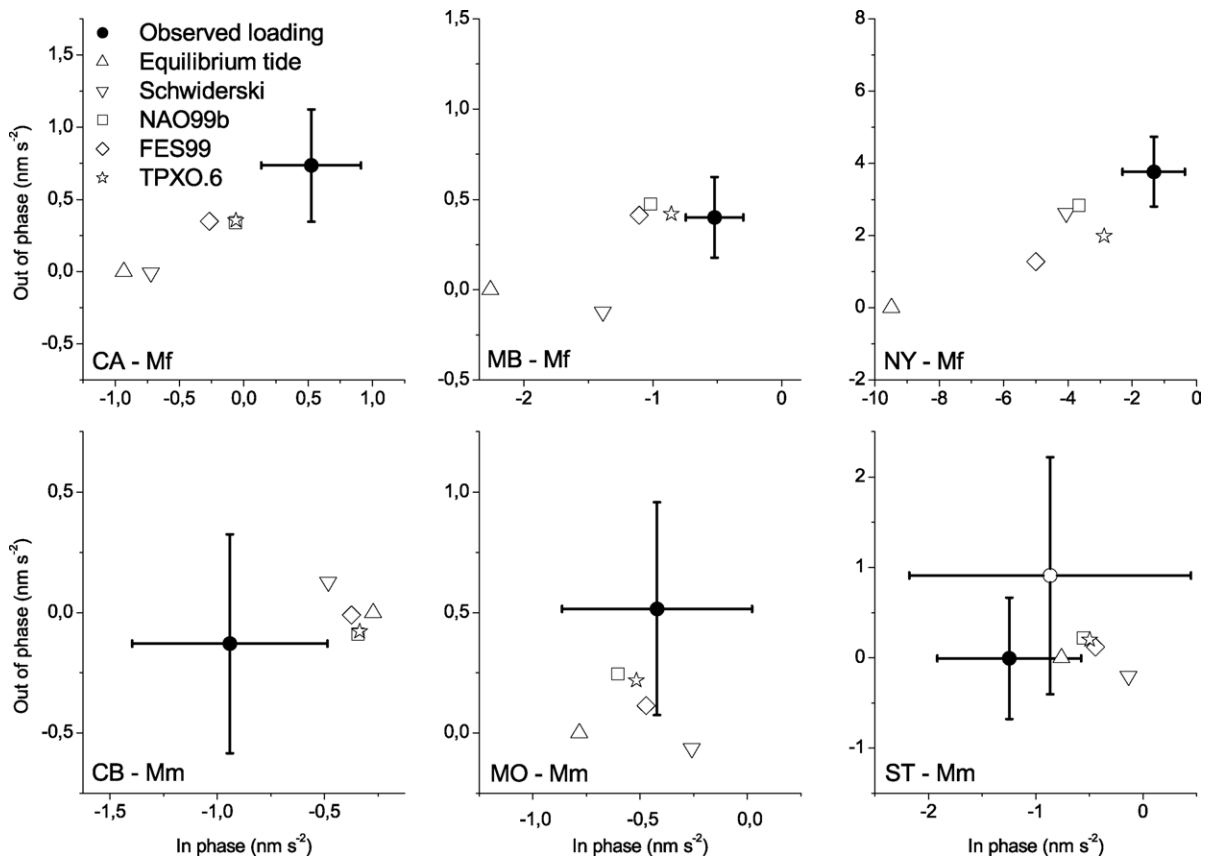 Observed loading
Equilibrium tide
Schwiderski
NAO99b
FES99
TPXO.6
1,5
1,0
0,5
0,0
-0,5
Out of phase (nm s-2)
CA - Mf
-1,0 -0,5 0,0 0,5 1,0
1,5
1,0
0,5
0,0
-0,5
MB - Mf
-2 -1 0
8
6
4
2
0
-2
NY - Mf
-10 -8 -6 -4 -2 0
0,5
0,0
-0,5
Out of phase (nm s-2)
CB - Mm
-1,5 -1,0 -0,5
In phase (nm s-2)
1,0
0,5
0,0
MO - Mm
-1,0 -0,5 0,0
In phase (nm s-2)
2
1
0
-1
ST - Mm
-2 -1 0
In phase (nm s-2)